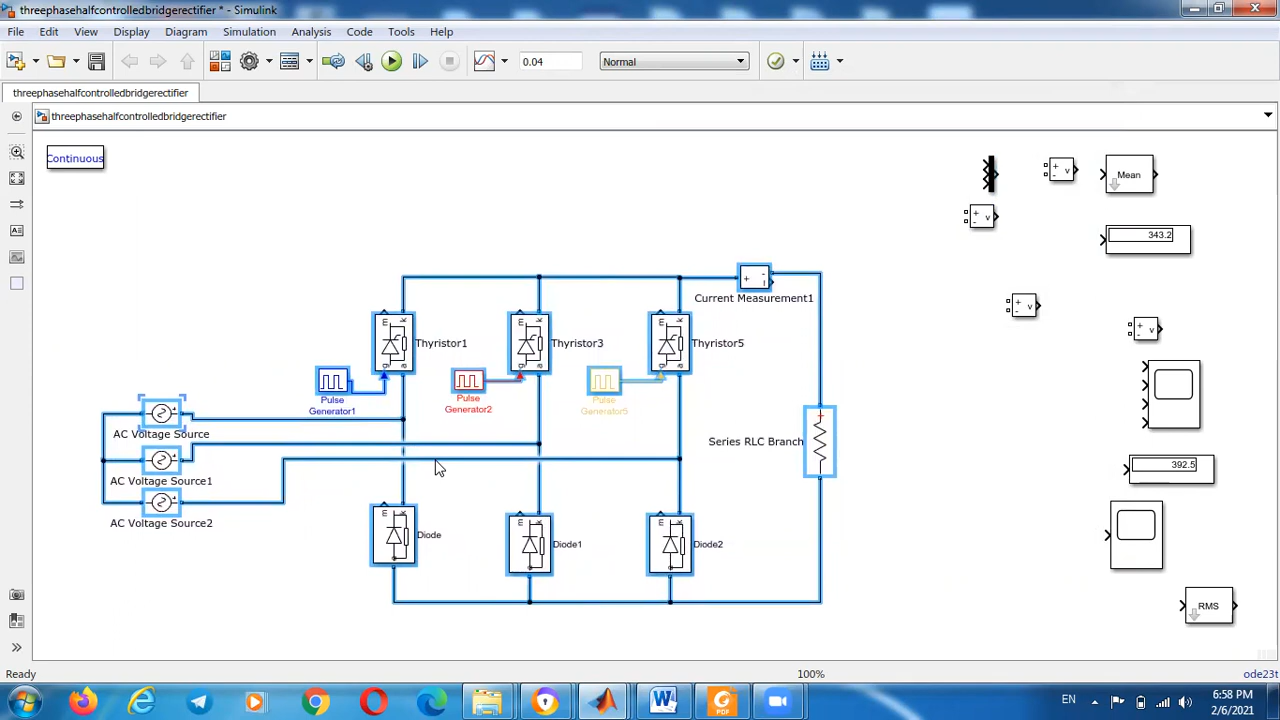 threephasehalfcontrolledbridgerectifier * - Simulink
File Edit View Display Diagram Simulation Analysis Code Tools Help
0.04
Normal
threephasehalfcontrolledbridgerectifier
threephasehalfcontrolledbridgerectifier
Continuous
+ - v
Mean
+ - v
343.2
+ - i
Current Measurement1
+ - v
+ - v
m k
Thyristor1
g a
m k
Thyristor3
g a
m k
Thyristor5
g a
Pulse
Generator1
Pulse
Generator2
Pulse
Generator5
AC Voltage Source
AC Voltage Source1
AC Voltage Source2
+
Series RLC Branch
392.5
m k
Diode
a
m k
Diode1
a
m k
Diode2
a
RMS
Ready
100%
ode23t
PDF
EN
6:58 PM
2/6/2021